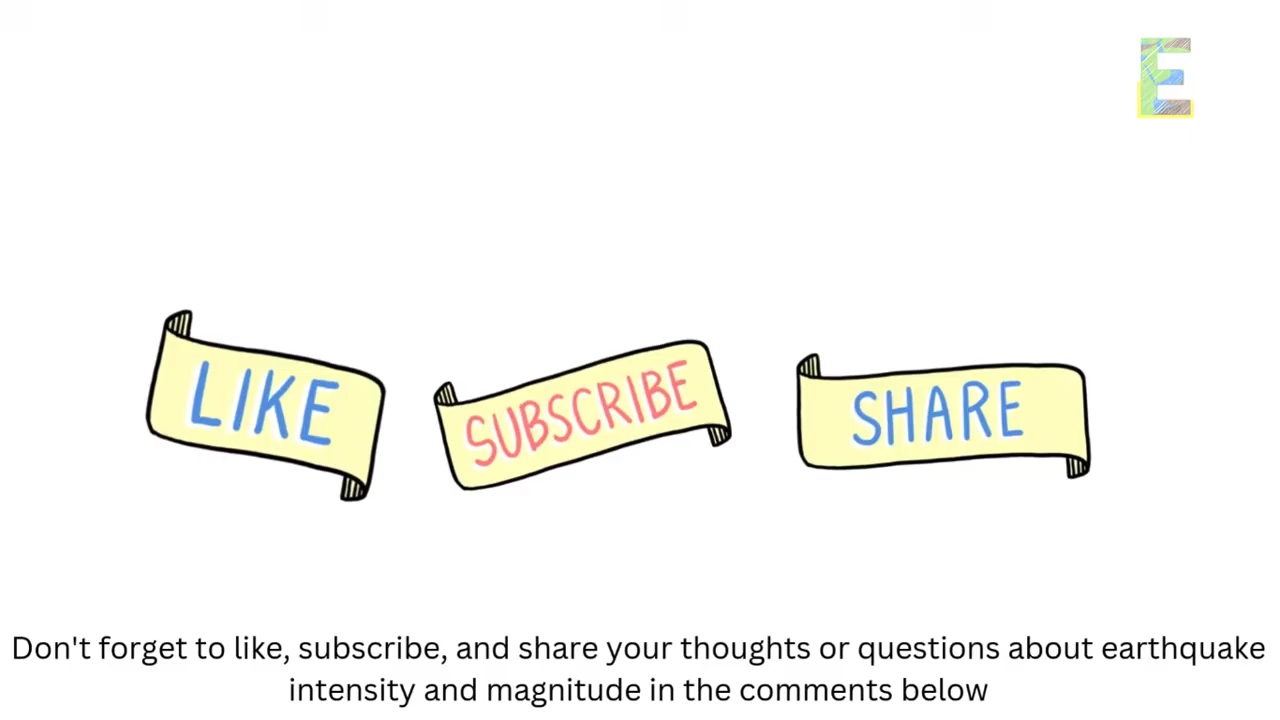 E
LIKE
SUBSCRIBE
SHARE
Don't forget to like, subscribe, and share your thoughts or questions about earthquake
intensity and magnitude in the comments below